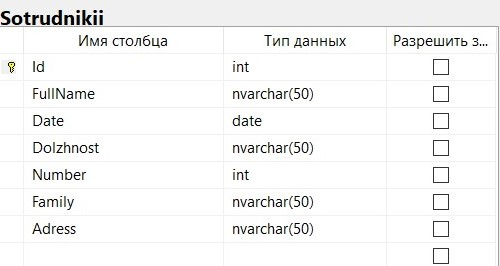 Sotrudnikii
Имя столбца Тип данных Разрешить з...
Id int
FullName nvarchar(50)
Date date
Dolzhnost nvarchar(50)
Number int
Family nvarchar(50)
Adress nvarchar(50)